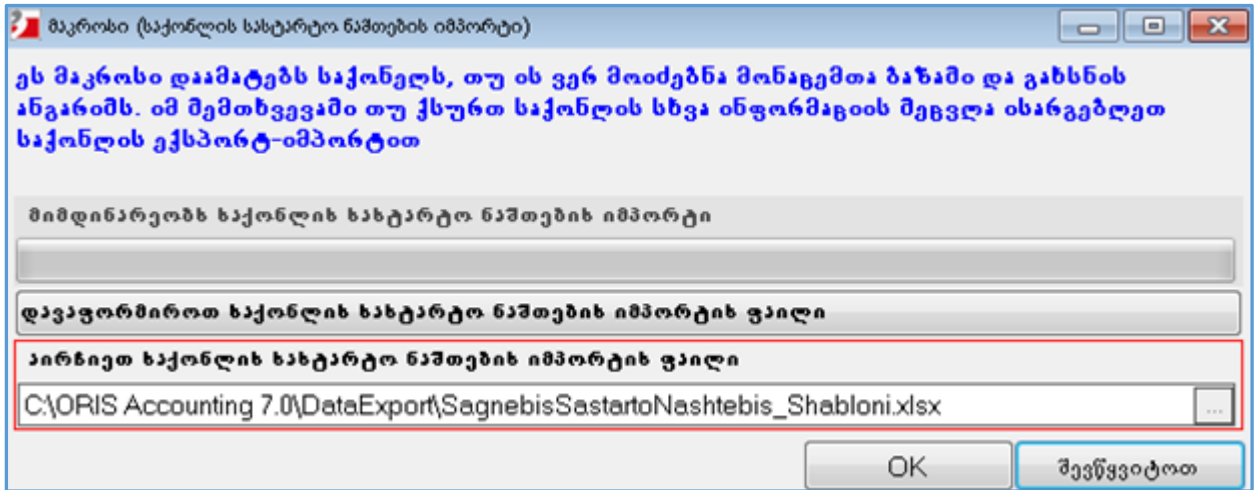 მაკროსი (საქონლის სასტარტო ნაშთების იმპორტი)
ეს მაკროსი დაამატებს საქონელს, თუ ის ვერ მოიძებნა მონაცემთა ბაზაში და გახსნის
ანგარიშს. იმ შემთხვევაში თუ ქსურთ საქონლის სხვა ინფორმაციის შეცვლა ისარგებლეთ
საქონლის ექსპორტ-იმპორტით
მიმდინარეობს საქონლის სასტარტო ნაშთების იმპორტი
დავაფორმიროთ საქონლის სასტარტო ნაშთების იმპორტის ფაილი
აირჩიეთ საქონლის სასტარტო ნაშთების იმპორტის ფაილი
C:\ORIS Accounting 7.0\DataExport\SagnebisSastartoNashtebis_Shabloni.xlsx ...
OK შევწყვიტოთ